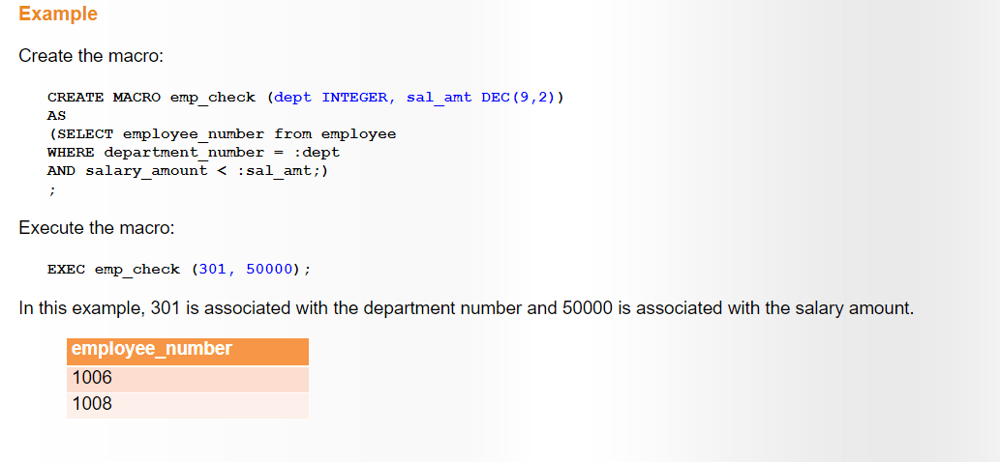 Example
Create the macro:
CREATE MACRO emp_check (dept INTEGER, sal_amt DEC(9,2))
AS
(SELECT employee_number from employee
WHERE department_number = :dept
AND salary_amount < :sal_amt;)
;
Execute the macro:
EXEC emp_check (301, 50000);
In this example, 301 is associated with the department number and 50000 is associated with the salary amount.
employee_number
1006
1008